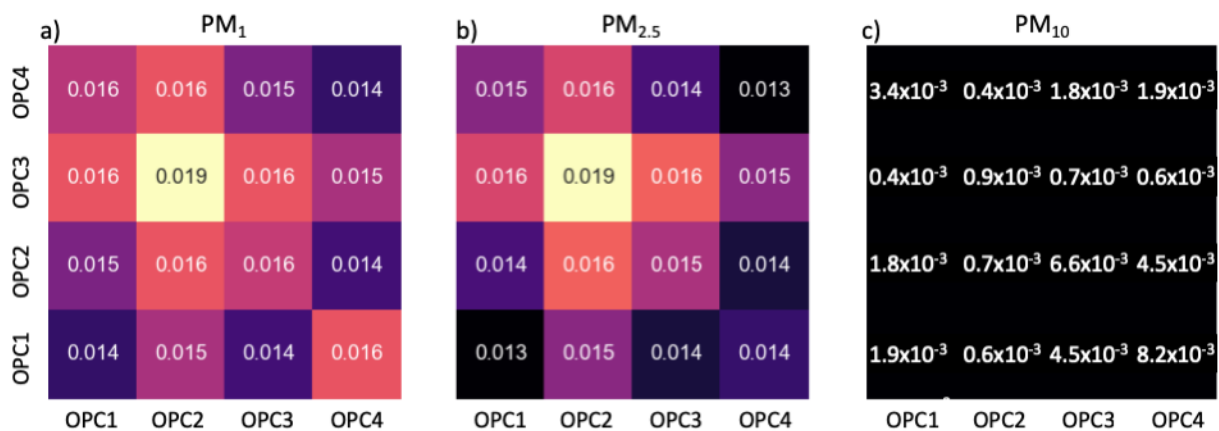 a) PM₁ b) PM₂.₅ c) PM₁₀
OPC4 0.016 0.016 0.015 0.014 0.015 0.016 0.014 0.013 3.4x10⁻³ 0.4x10⁻³ 1.8x10⁻³ 1.9x10⁻³
OPC3 0.016 0.019 0.016 0.015 0.016 0.019 0.016 0.015 0.4x10⁻³ 0.9x10⁻³ 0.7x10⁻³ 0.6x10⁻³
OPC2 0.015 0.016 0.016 0.014 0.014 0.016 0.015 0.014 1.8x10⁻³ 0.7x10⁻³ 6.6x10⁻³ 4.5x10⁻³
OPC1 0.014 0.015 0.014 0.016 0.013 0.015 0.014 0.014 1.9x10⁻³ 0.6x10⁻³ 4.5x10⁻³ 8.2x10⁻³
OPC1 OPC2 OPC3 OPC4 OPC1 OPC2 OPC3 OPC4 OPC1 OPC2 OPC3 OPC4